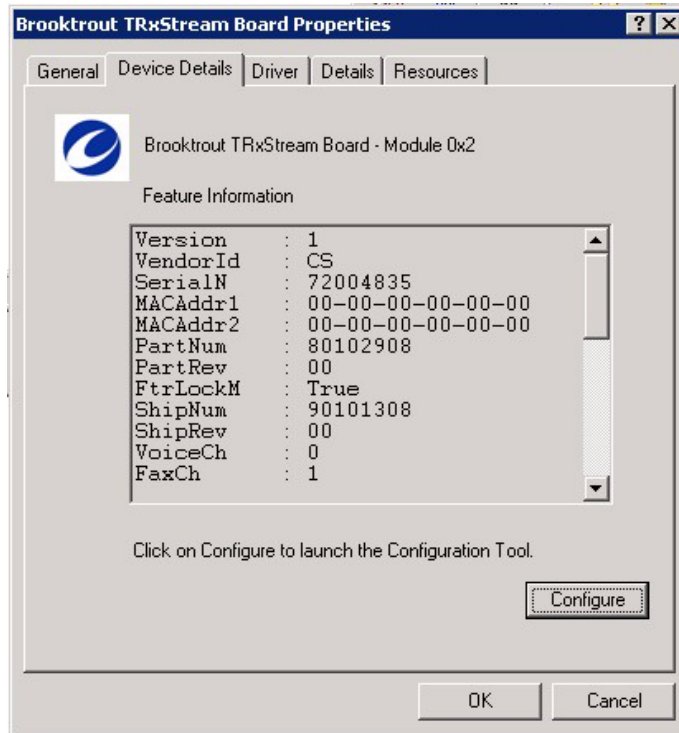 Brooktrout TRxStream Board Properties
General Device Details Driver Details Resources
Brooktrout TRxStream Board - Module 0x2
Feature Information
Version : 1
VendorId : CS
SerialN : 72004835
MACAddr1 : 00-00-00-00-00-00
MACAddr2 : 00-00-00-00-00-00
PartNum : 80102908
PartRev : 00
FtrLockM : True
ShipNum : 90101308
ShipRev : 00
VoiceCh : 0
FaxCh : 1
Click on Configure to launch the Configuration Tool.
Configure
OK Cancel